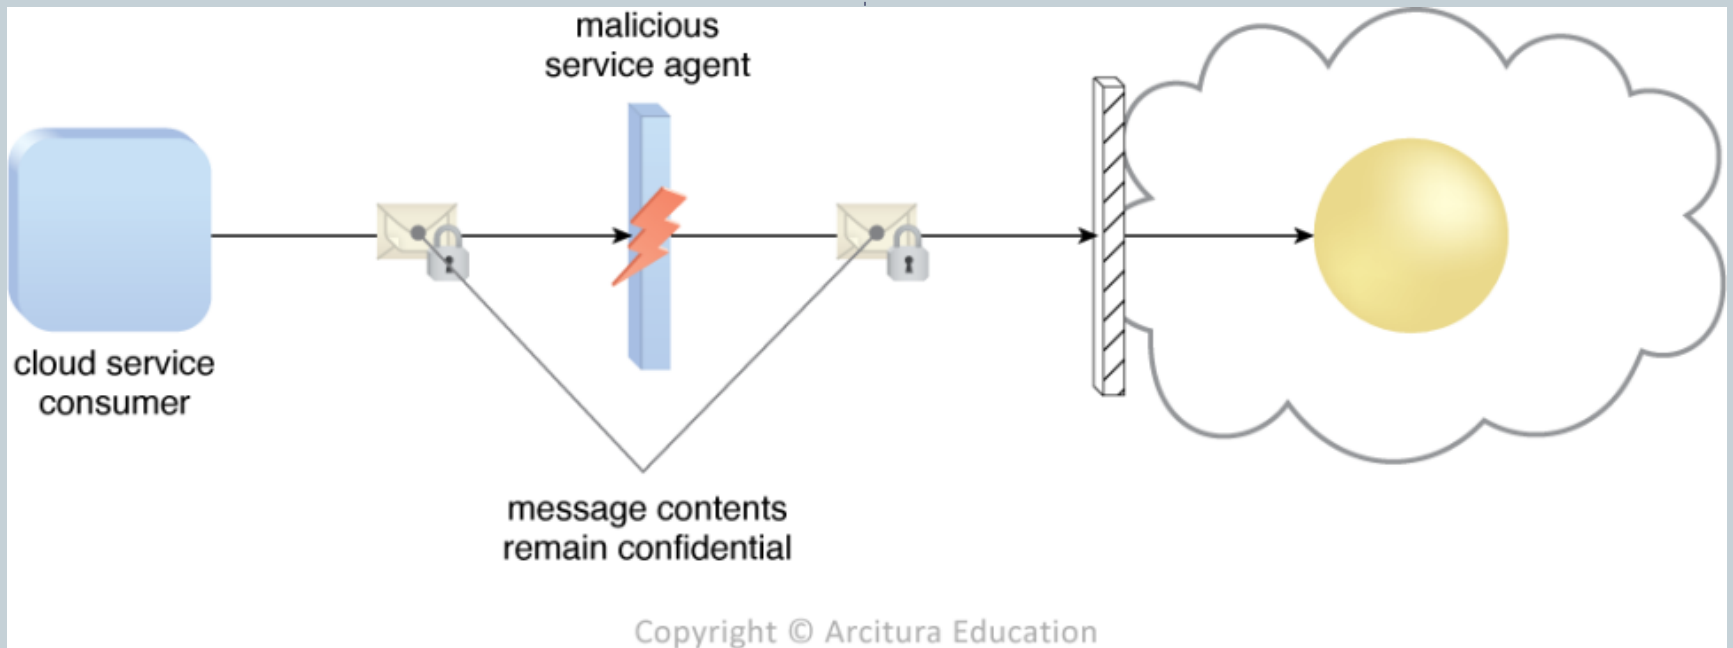 malicious
service agent
cloud service
consumer
message contents
remain confidential
Copyright © Arcitura Education